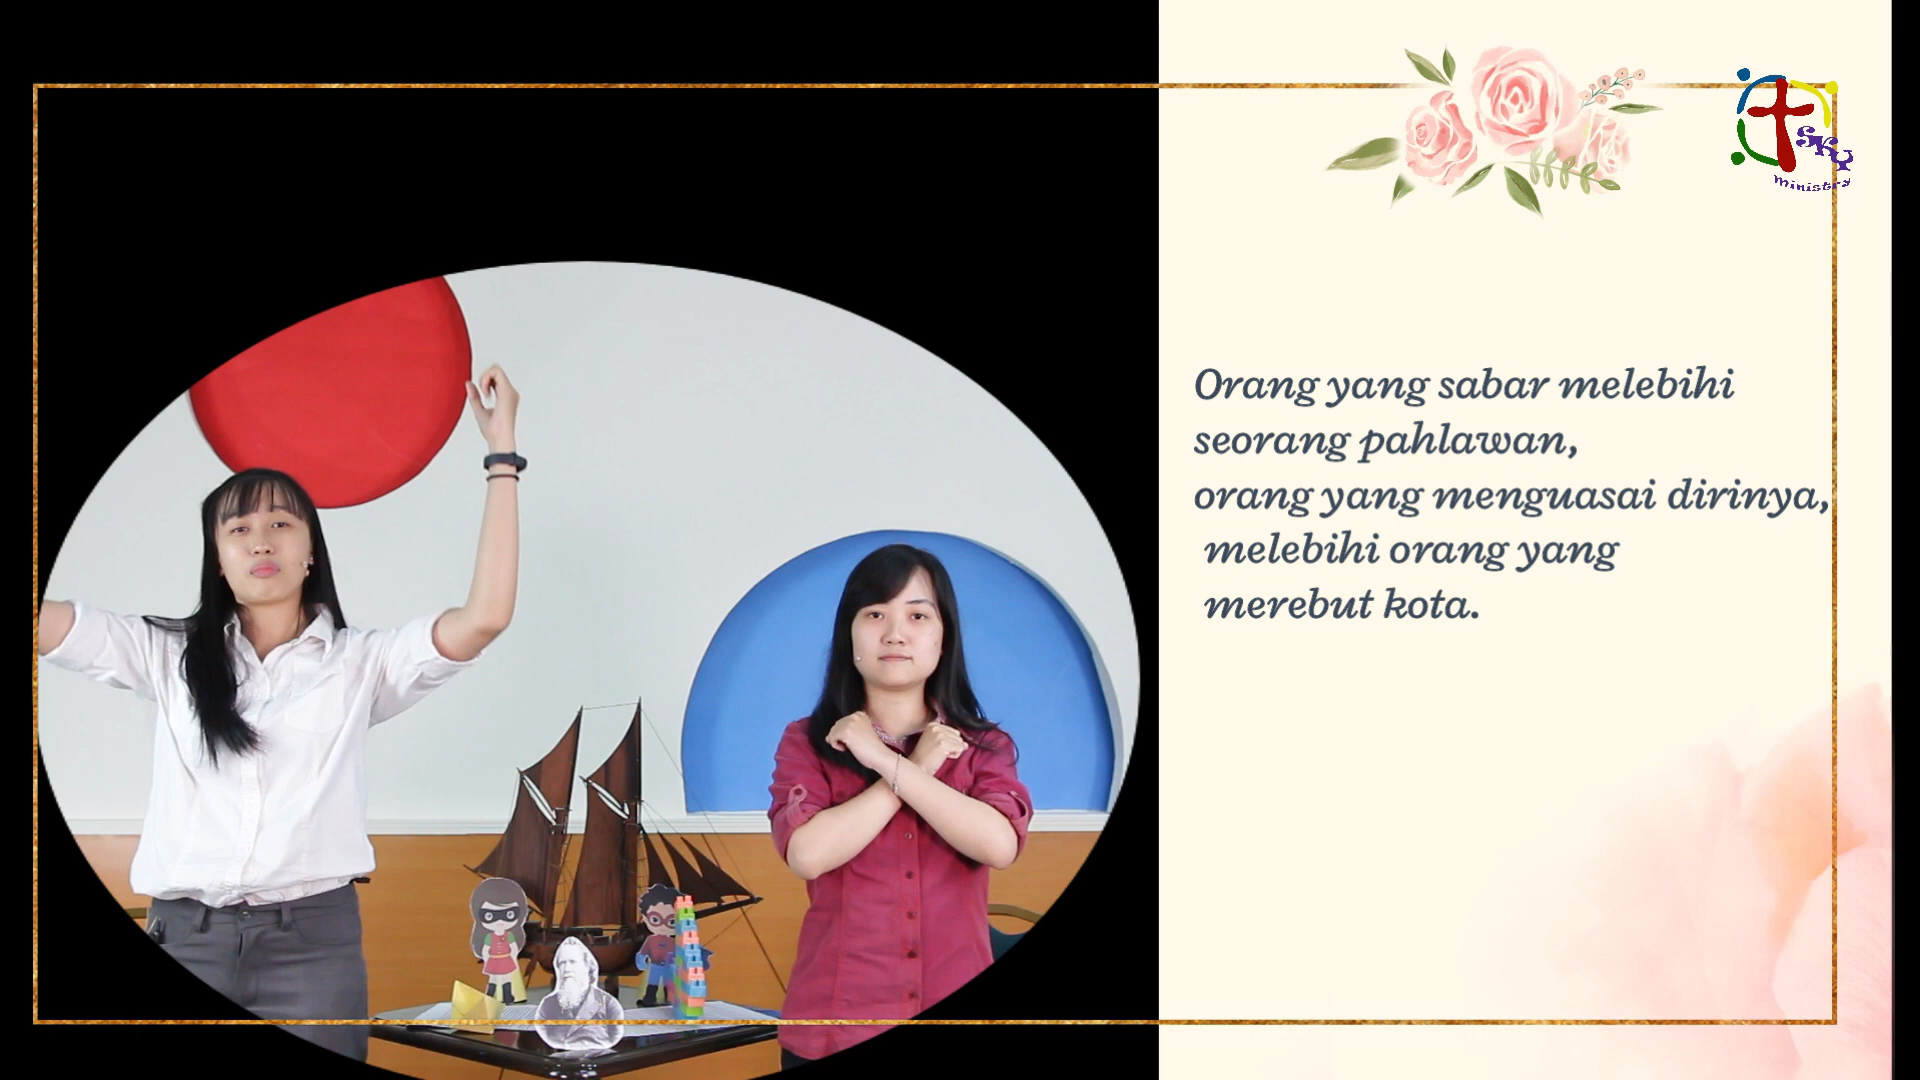 SKY
ministry
Orang yang sabar melebihi
seorang pahlawan,
orang yang menguasai dirinya,
melebihi orang yang
merebut kota.